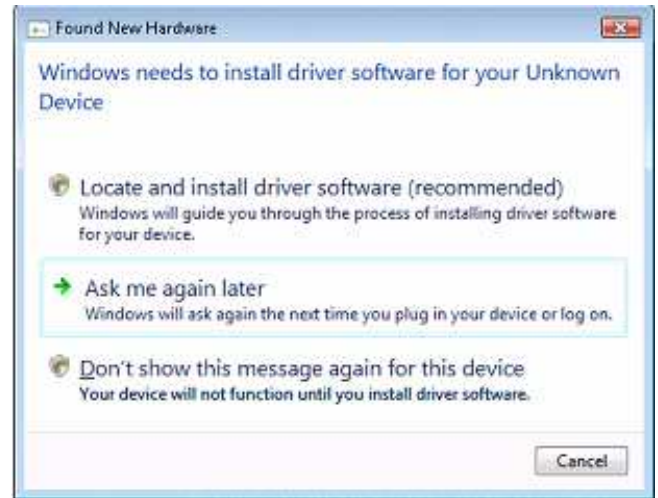 Found New Hardware
Windows needs to install driver software for your Unknown
Device
Locate and install driver software (recommended)
Windows will guide you through the process of installing driver software
for your device.
Ask me again later
Windows will ask again the next time you plug in your device or log on.
Don't show this message again for this device
Your device will not function until you install driver software.
Cancel